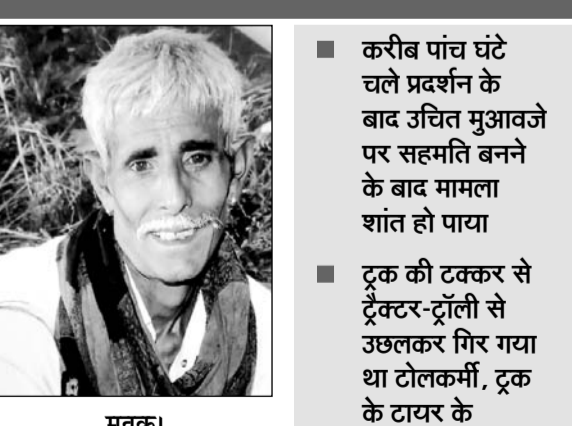 करीब पांच घंटे
चले प्रदर्शन के
बाद उचित मुआवजे
पर सहमति बनने
के बाद मामला
शांत हो पाया
ट्रक की टक्कर से
ट्रैक्टर-ट्रॉली से
उछलकर गिर गया
था टोलकर्मी, ट्रक
के टायर के
मृतक।